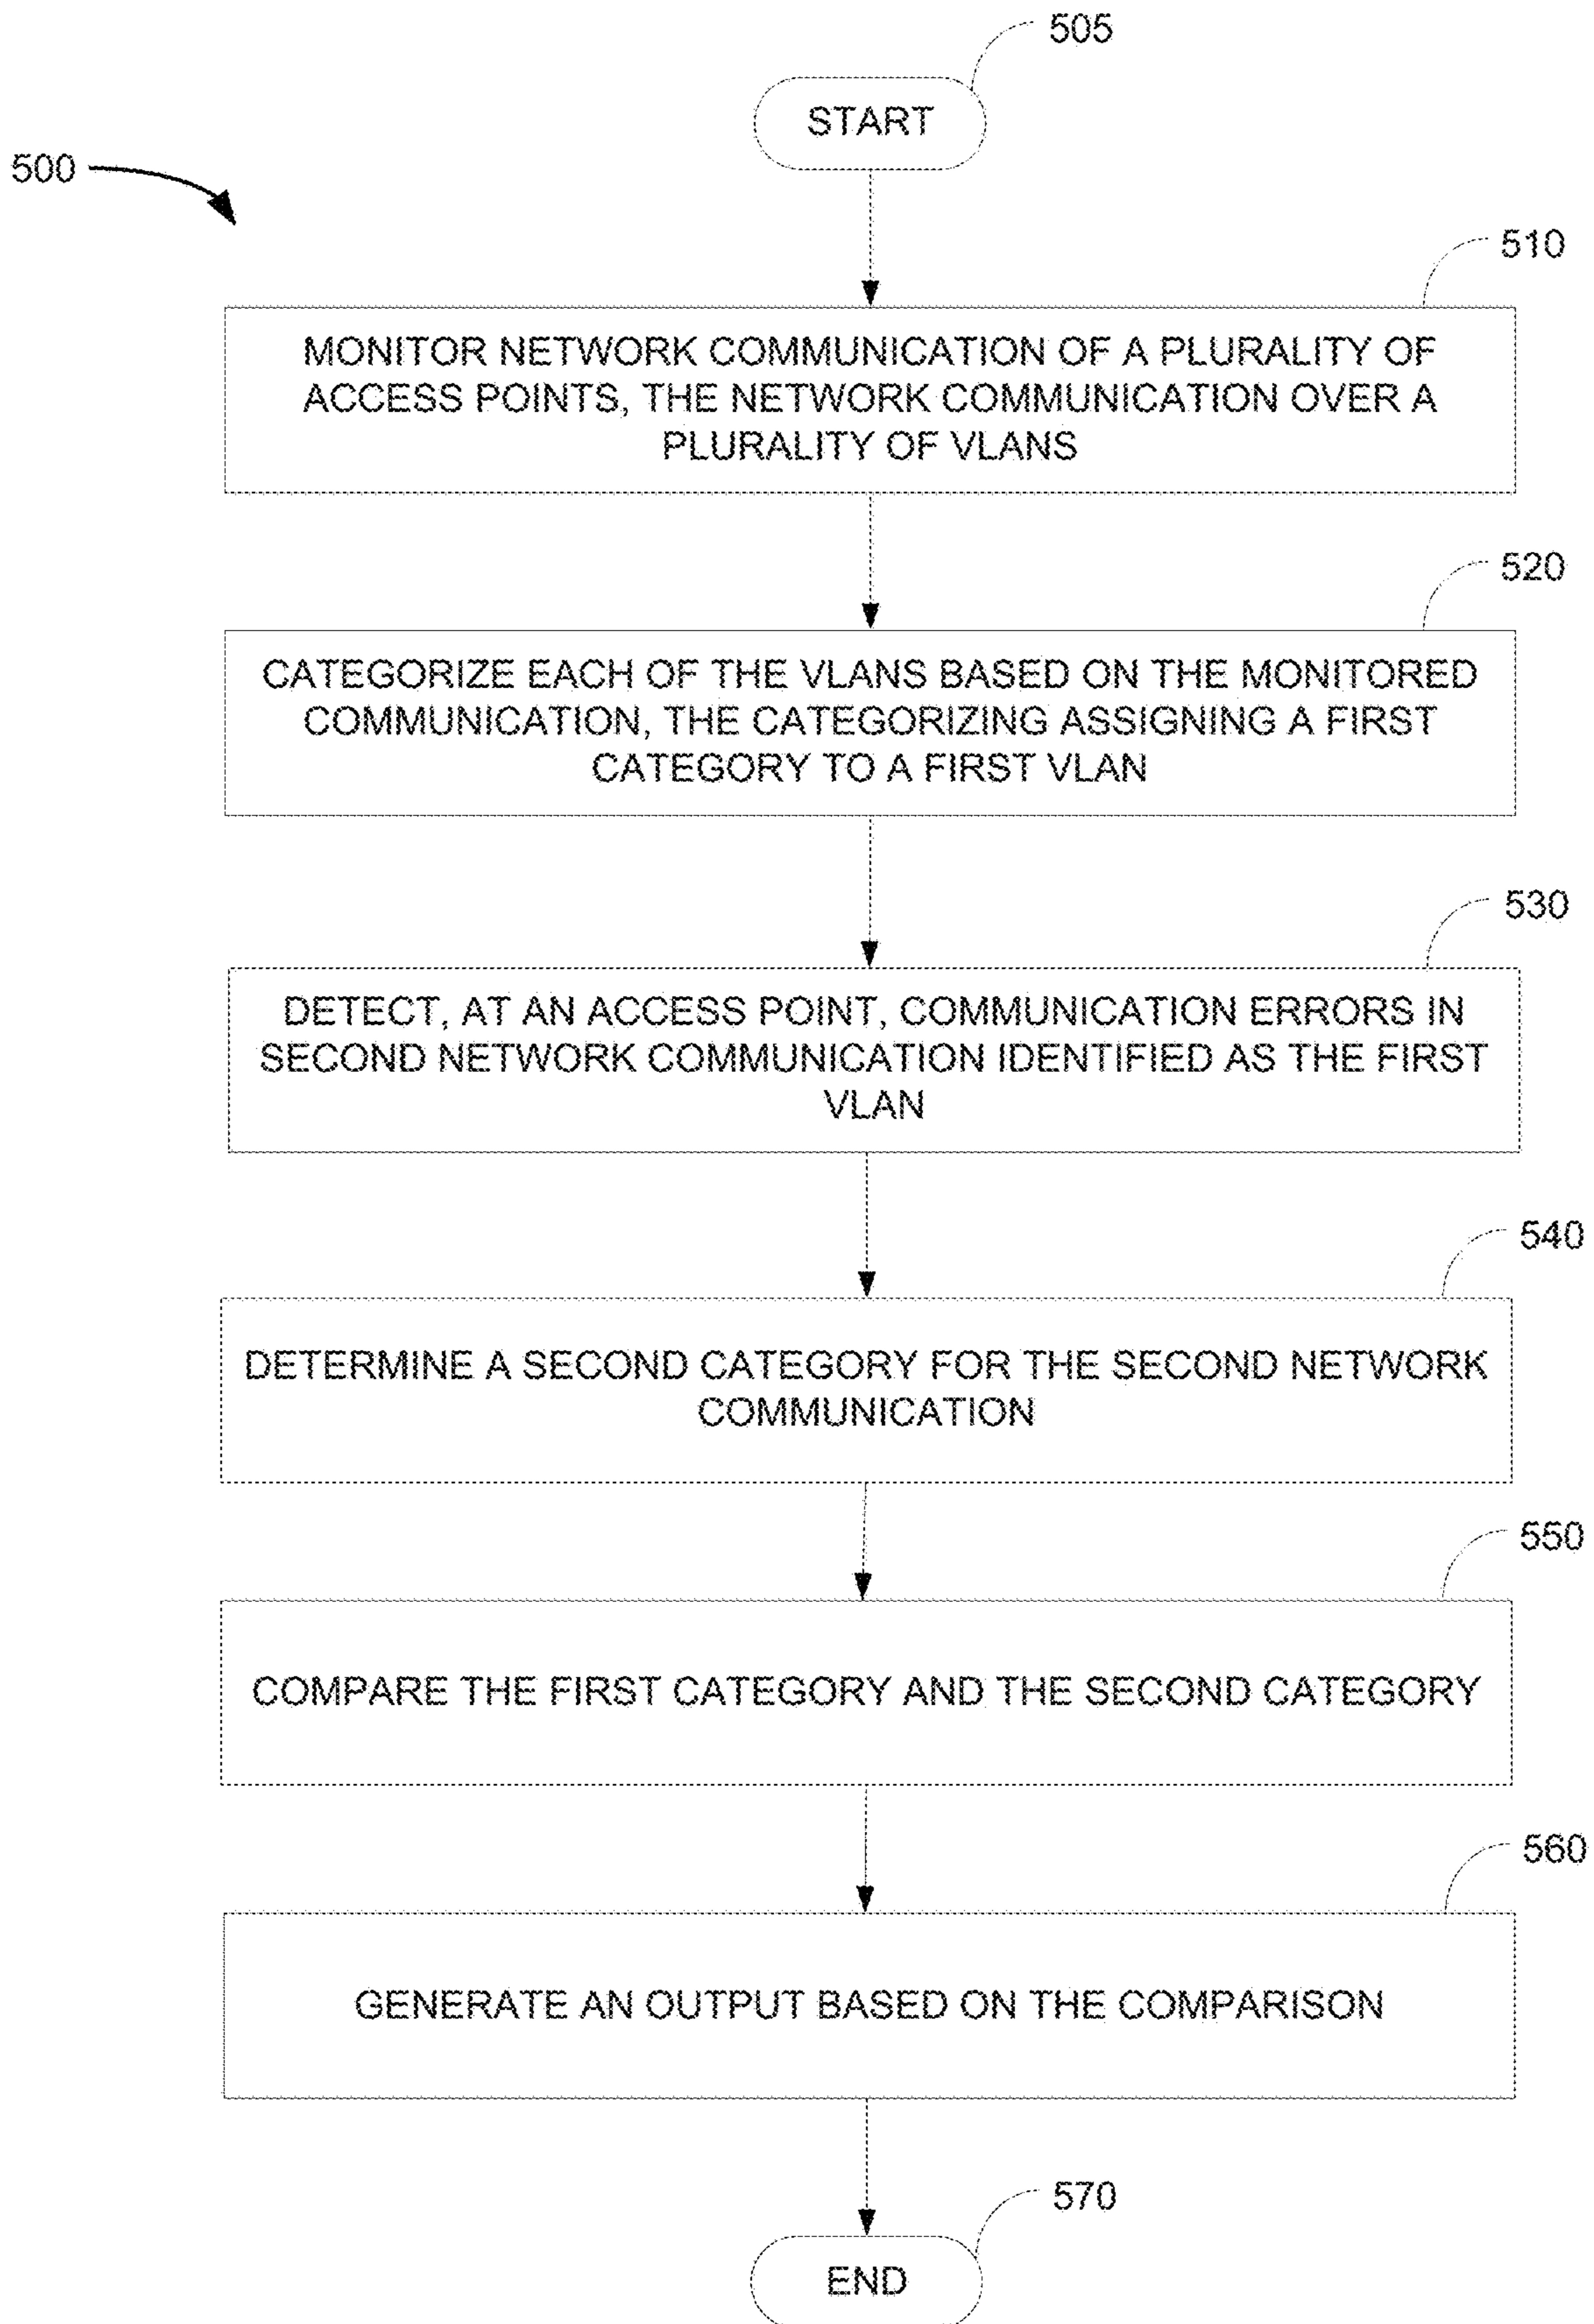 505
START
500
510
MONITOR NETWORK COMMUNICATION OF A PLURALITY OF
ACCESS POINTS, THE NETWORK COMMUNICATION OVER A
PLURALITY OF VLANS
520
CATEGORIZE EACH OF THE VLANS BASED ON THE MONITORED
COMMUNICATION, THE CATEGORIZING ASSIGNING A FIRST
CATEGORY TO A FIRST VLAN
530
DETECT, AT AN ACCESS POINT, COMMUNICATION ERRORS IN
SECOND NETWORK COMMUNICATION IDENTIFIED AS THE FIRST
VLAN
540
DETERMINE A SECOND CATEGORY FOR THE SECOND NETWORK
COMMUNICATION
550
COMPARE THE FIRST CATEGORY AND THE SECOND CATEGORY
560
GENERATE AN OUTPUT BASED ON THE COMPARISON
570
END